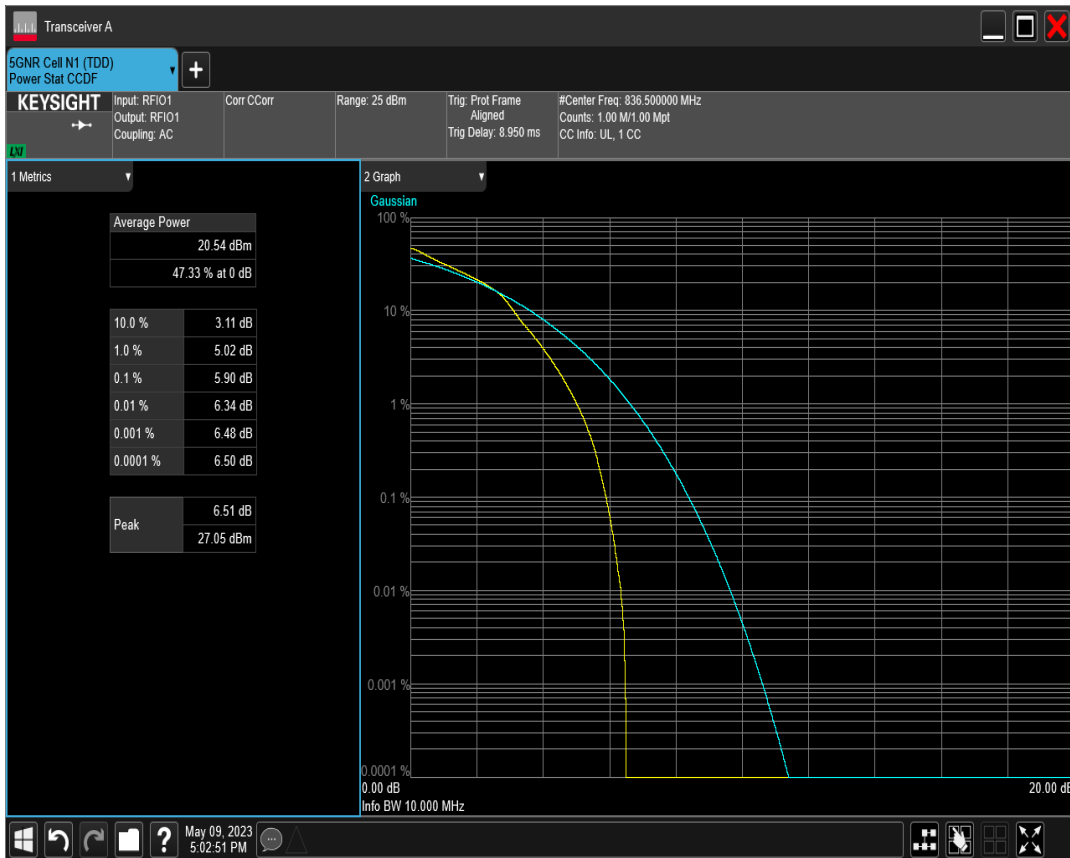 Transceiver A
5GNR Cell N1 (TDD)
Power Stat CCDF
+
KEYSIGHT
LXI
Input: RFIO1
Output: RFIO1
Coupling: AC
Corr CCorr
Range: 25 dBm
Trig: Prot Frame
Aligned
Trig Delay: 8.950 ms
#Center Freq: 836.500000 MHz
Counts: 1.00 M/1.00 Mpt
CC Info: UL, 1 CC
1 Metrics
Average Power
20.54 dBm
47.33 % at 0 dB
10.0 % 3.11 dB
1.0 % 5.02 dB
0.1 % 5.90 dB
0.01 % 6.34 dB
0.001 % 6.48 dB
0.0001 % 6.50 dB
Peak
6.51 dB
27.05 dBm
2 Graph
Gaussian
100 %
10 %
1 %
0.1 %
0.01 %
0.001 %
0.0001 %
0.00 dB 20.00 dB
Info BW 10.000 MHz
?
May 09, 2023
5:02:51 PM